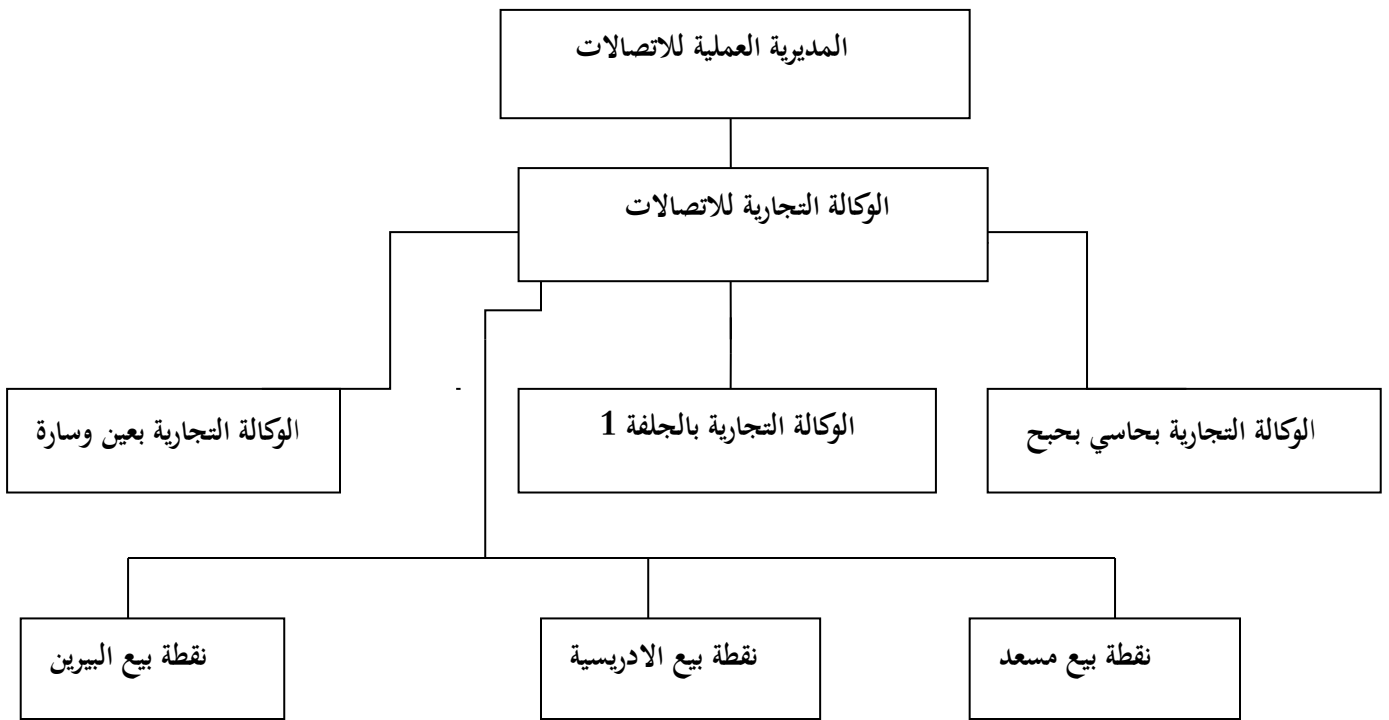 المديرية العملية للاتصالات
الوكالة التجارية للاتصالات
الوكالة التجارية بحاسي بحبح
الوكالة التجارية بالجلفة 1
الوكالة التجارية بعين وسارة
نقطة بيع مسعد
نقطة بيع الادريسية
نقطة بيع البيرين